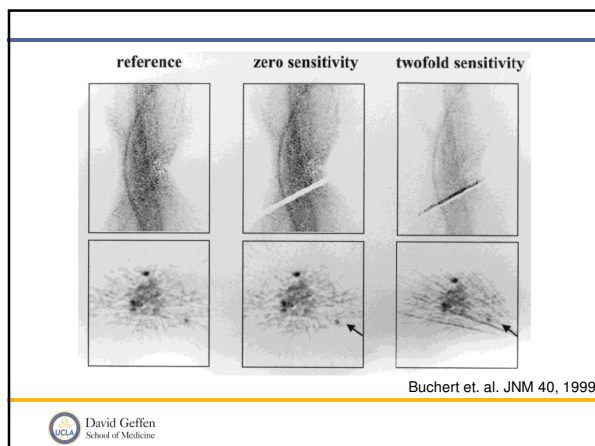 reference zero sensitivity twofold sensitivity
Buchert et. al. JNM 40, 1999
UCLA
David Geffen
School of Medicine